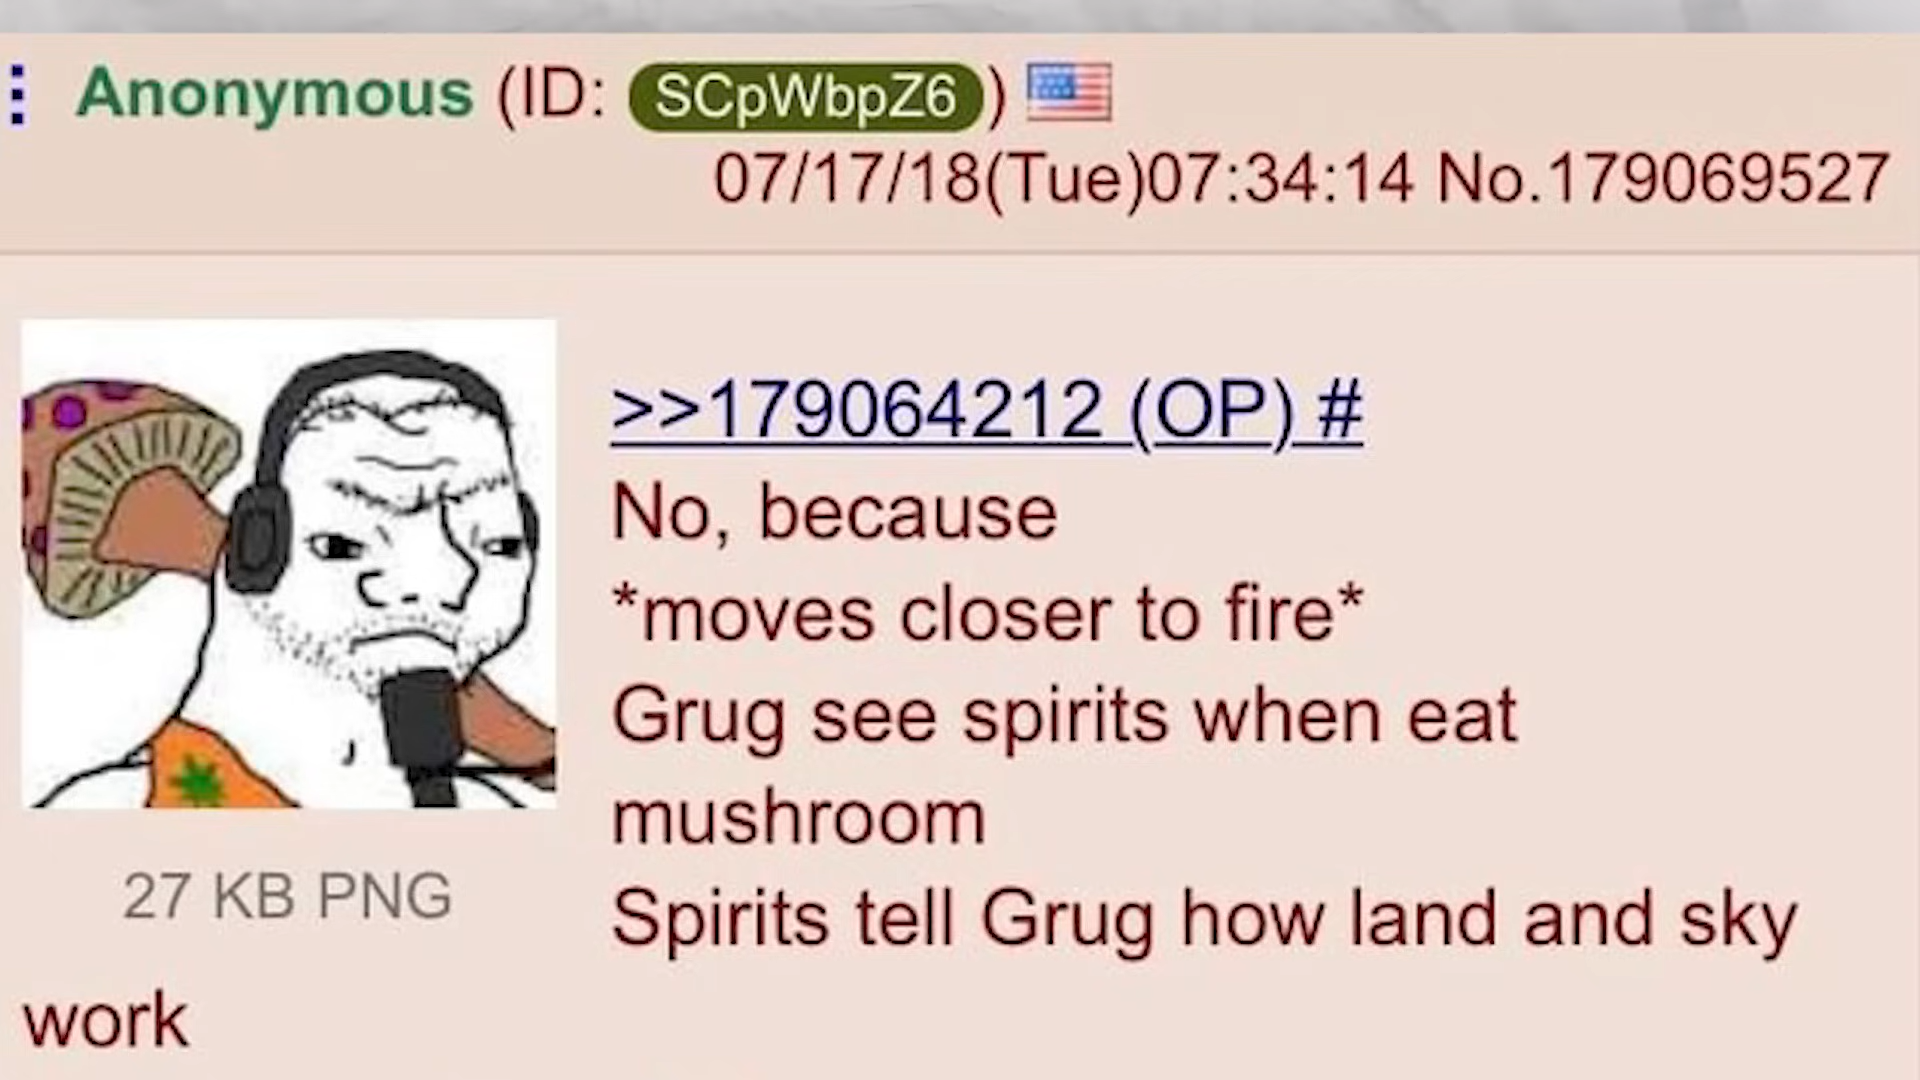 Anonymous (ID: SCpWbpZ6)
07/17/18(Tue)07:34:14 No.179069527
>>179064212 (OP) #
No, because
*moves closer to fire*
Grug see spirits when eat
mushroom
Spirits tell Grug how land and sky
work
27 KB PNG